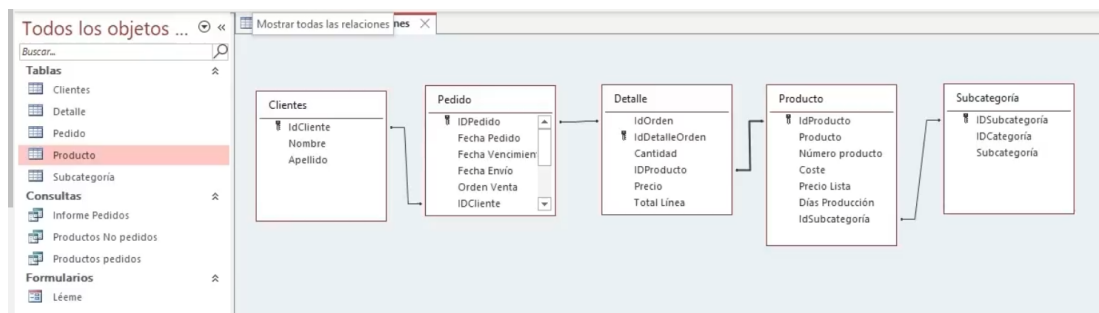 Todos los objetos ...
Buscar...
Tablas
Clientes
Detalle
Pedido
Producto
Subcategoría
Consultas
Informe Pedidos
Productos No pedidos
Productos pedidos
Formularios
Léeme
Mostrar todas las relaciones
nes
Clientes
IdCliente
Nombre
Apellido
Pedido
IDPedido
Fecha Pedido
Fecha Vencimien
Fecha Envío
Orden Venta
IDCliente
Detalle
IdOrden
IdDetalleOrden
Cantidad
IDProducto
Precio
Total Línea
Producto
IdProducto
Producto
Número producto
Coste
Precio Lista
Días Producción
IdSubcategoría
Subcategoría
IDSubcategoría
IDCategoría
Subcategoría